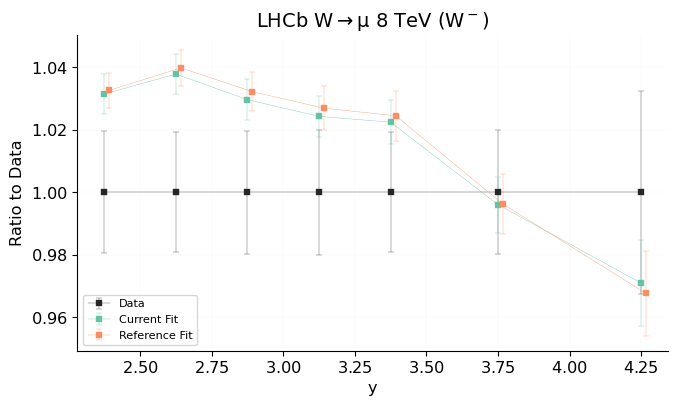 LHCb W→μ 8 TeV (W⁻)
Ratio to Data
1.04
1.02
1.00
0.98
0.96
Data
Current Fit
Reference Fit
2.50 2.75 3.00 3.25 3.50 3.75 4.00 4.25
y